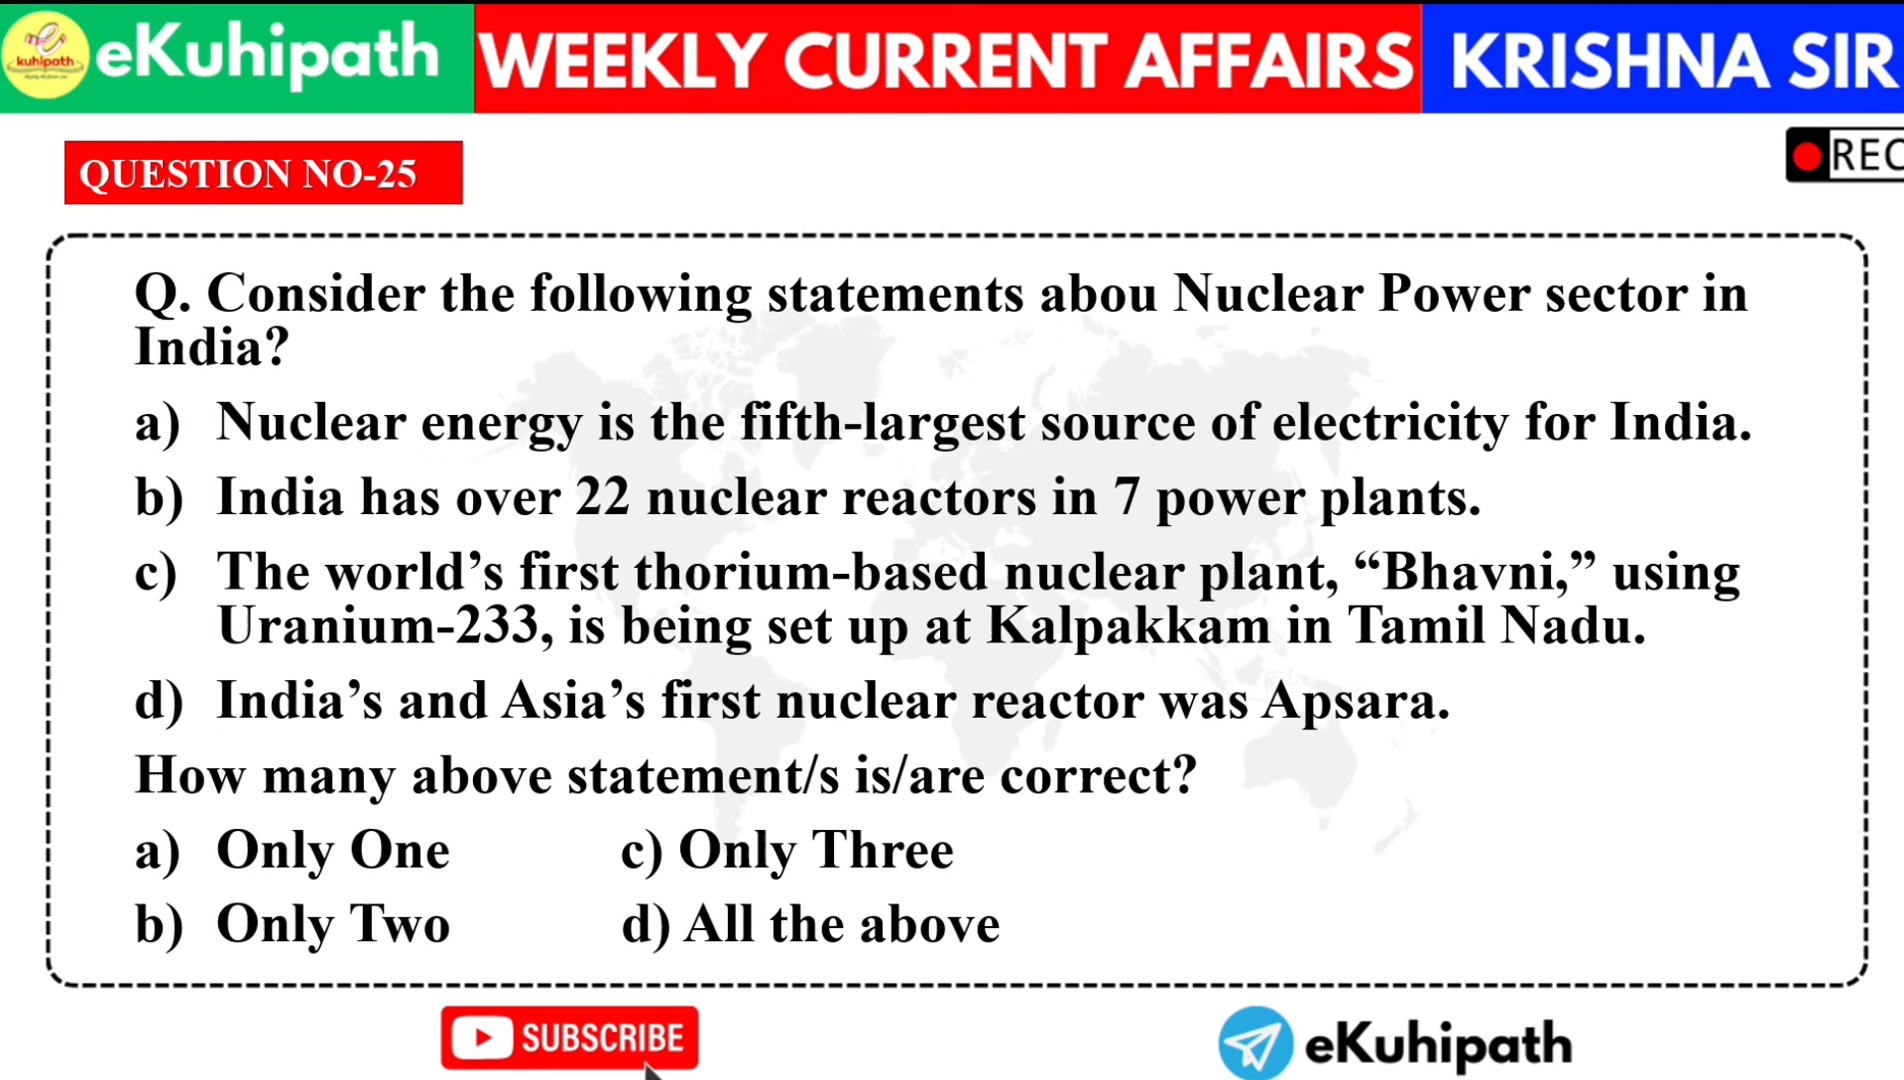 kuhipath
eKuhipath
WEEKLY CURRENT AFFAIRS
KRISHNA SIR
QUESTION NO-25
REC
Q. Consider the following statements abou Nuclear Power sector in
India?
a) Nuclear energy is the fifth-largest source of electricity for India.
b) India has over 22 nuclear reactors in 7 power plants.
c) The world’s first thorium-based nuclear plant, “Bhavni,” using
Uranium-233, is being set up at Kalpakkam in Tamil Nadu.
d) India’s and Asia’s first nuclear reactor was Apsara.
How many above statement/s is/are correct?
a) Only One c) Only Three
b) Only Two d) All the above
SUBSCRIBE
eKuhipath